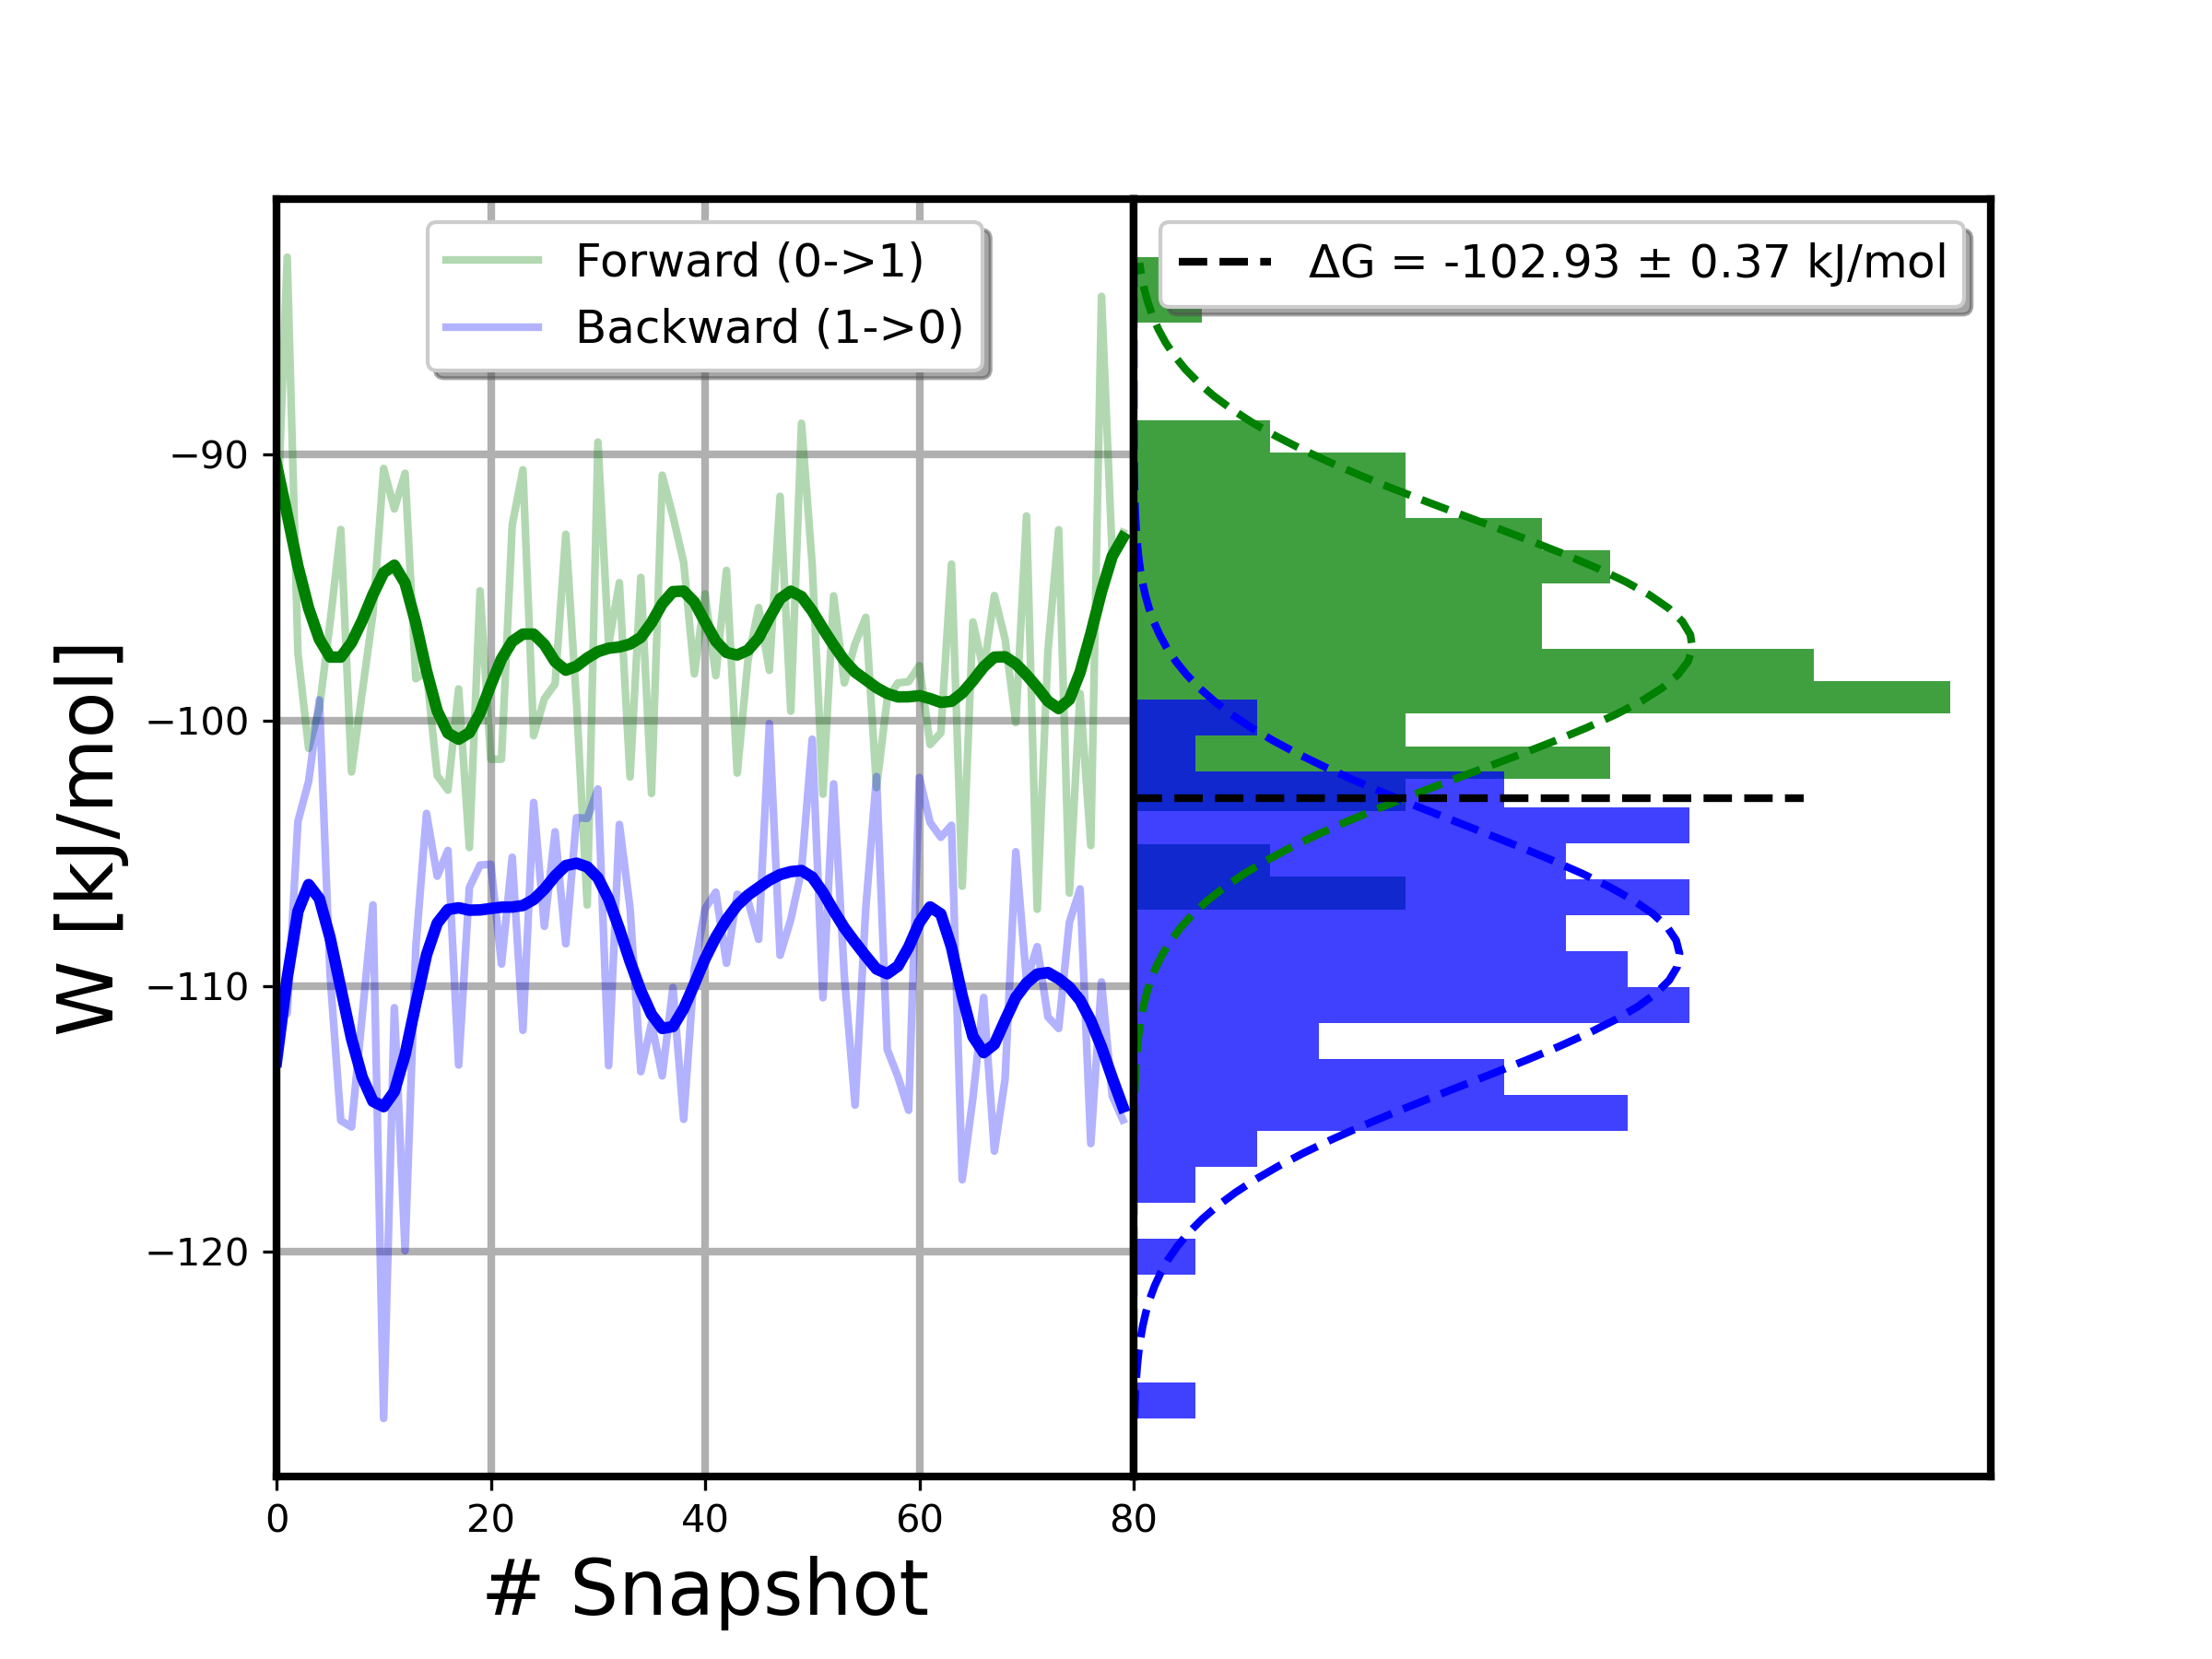 Forward (0->1)
Backward (1->0)
ΔG = -102.93 ± 0.37 kJ/mol
−90
−100
−110
−120
W [kJ/mol]
0 20 40 60 80
# Snapshot